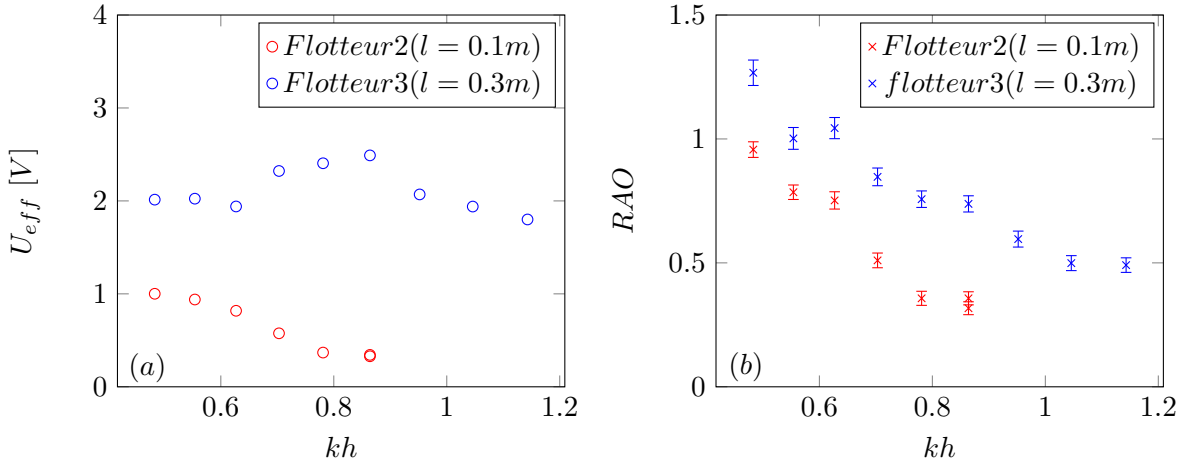 4
3
2
1
0
U_eff [V]
Flotteur2(l = 0.1m)
Flotteur3(l = 0.3m)
(a)
0.6 0.8 1 1.2
kh
1.5
1
0.5
0
RAO
Flotteur2(l = 0.1m)
flotteur3(l = 0.3m)
(b)
0.6 0.8 1 1.2
kh